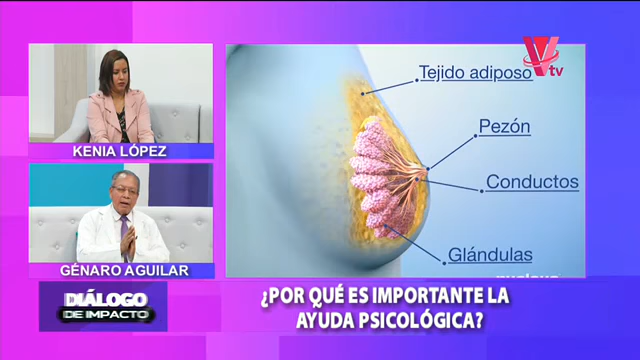 VTV
Tejido adiposo
Pezón
Conductos
Glándulas
KENIA LÓPEZ
GÉNARO AGUILAR
DIÁLOGO
DE IMPACTO
¿POR QUÉ ES IMPORTANTE LA
AYUDA PSICOLÓGICA?